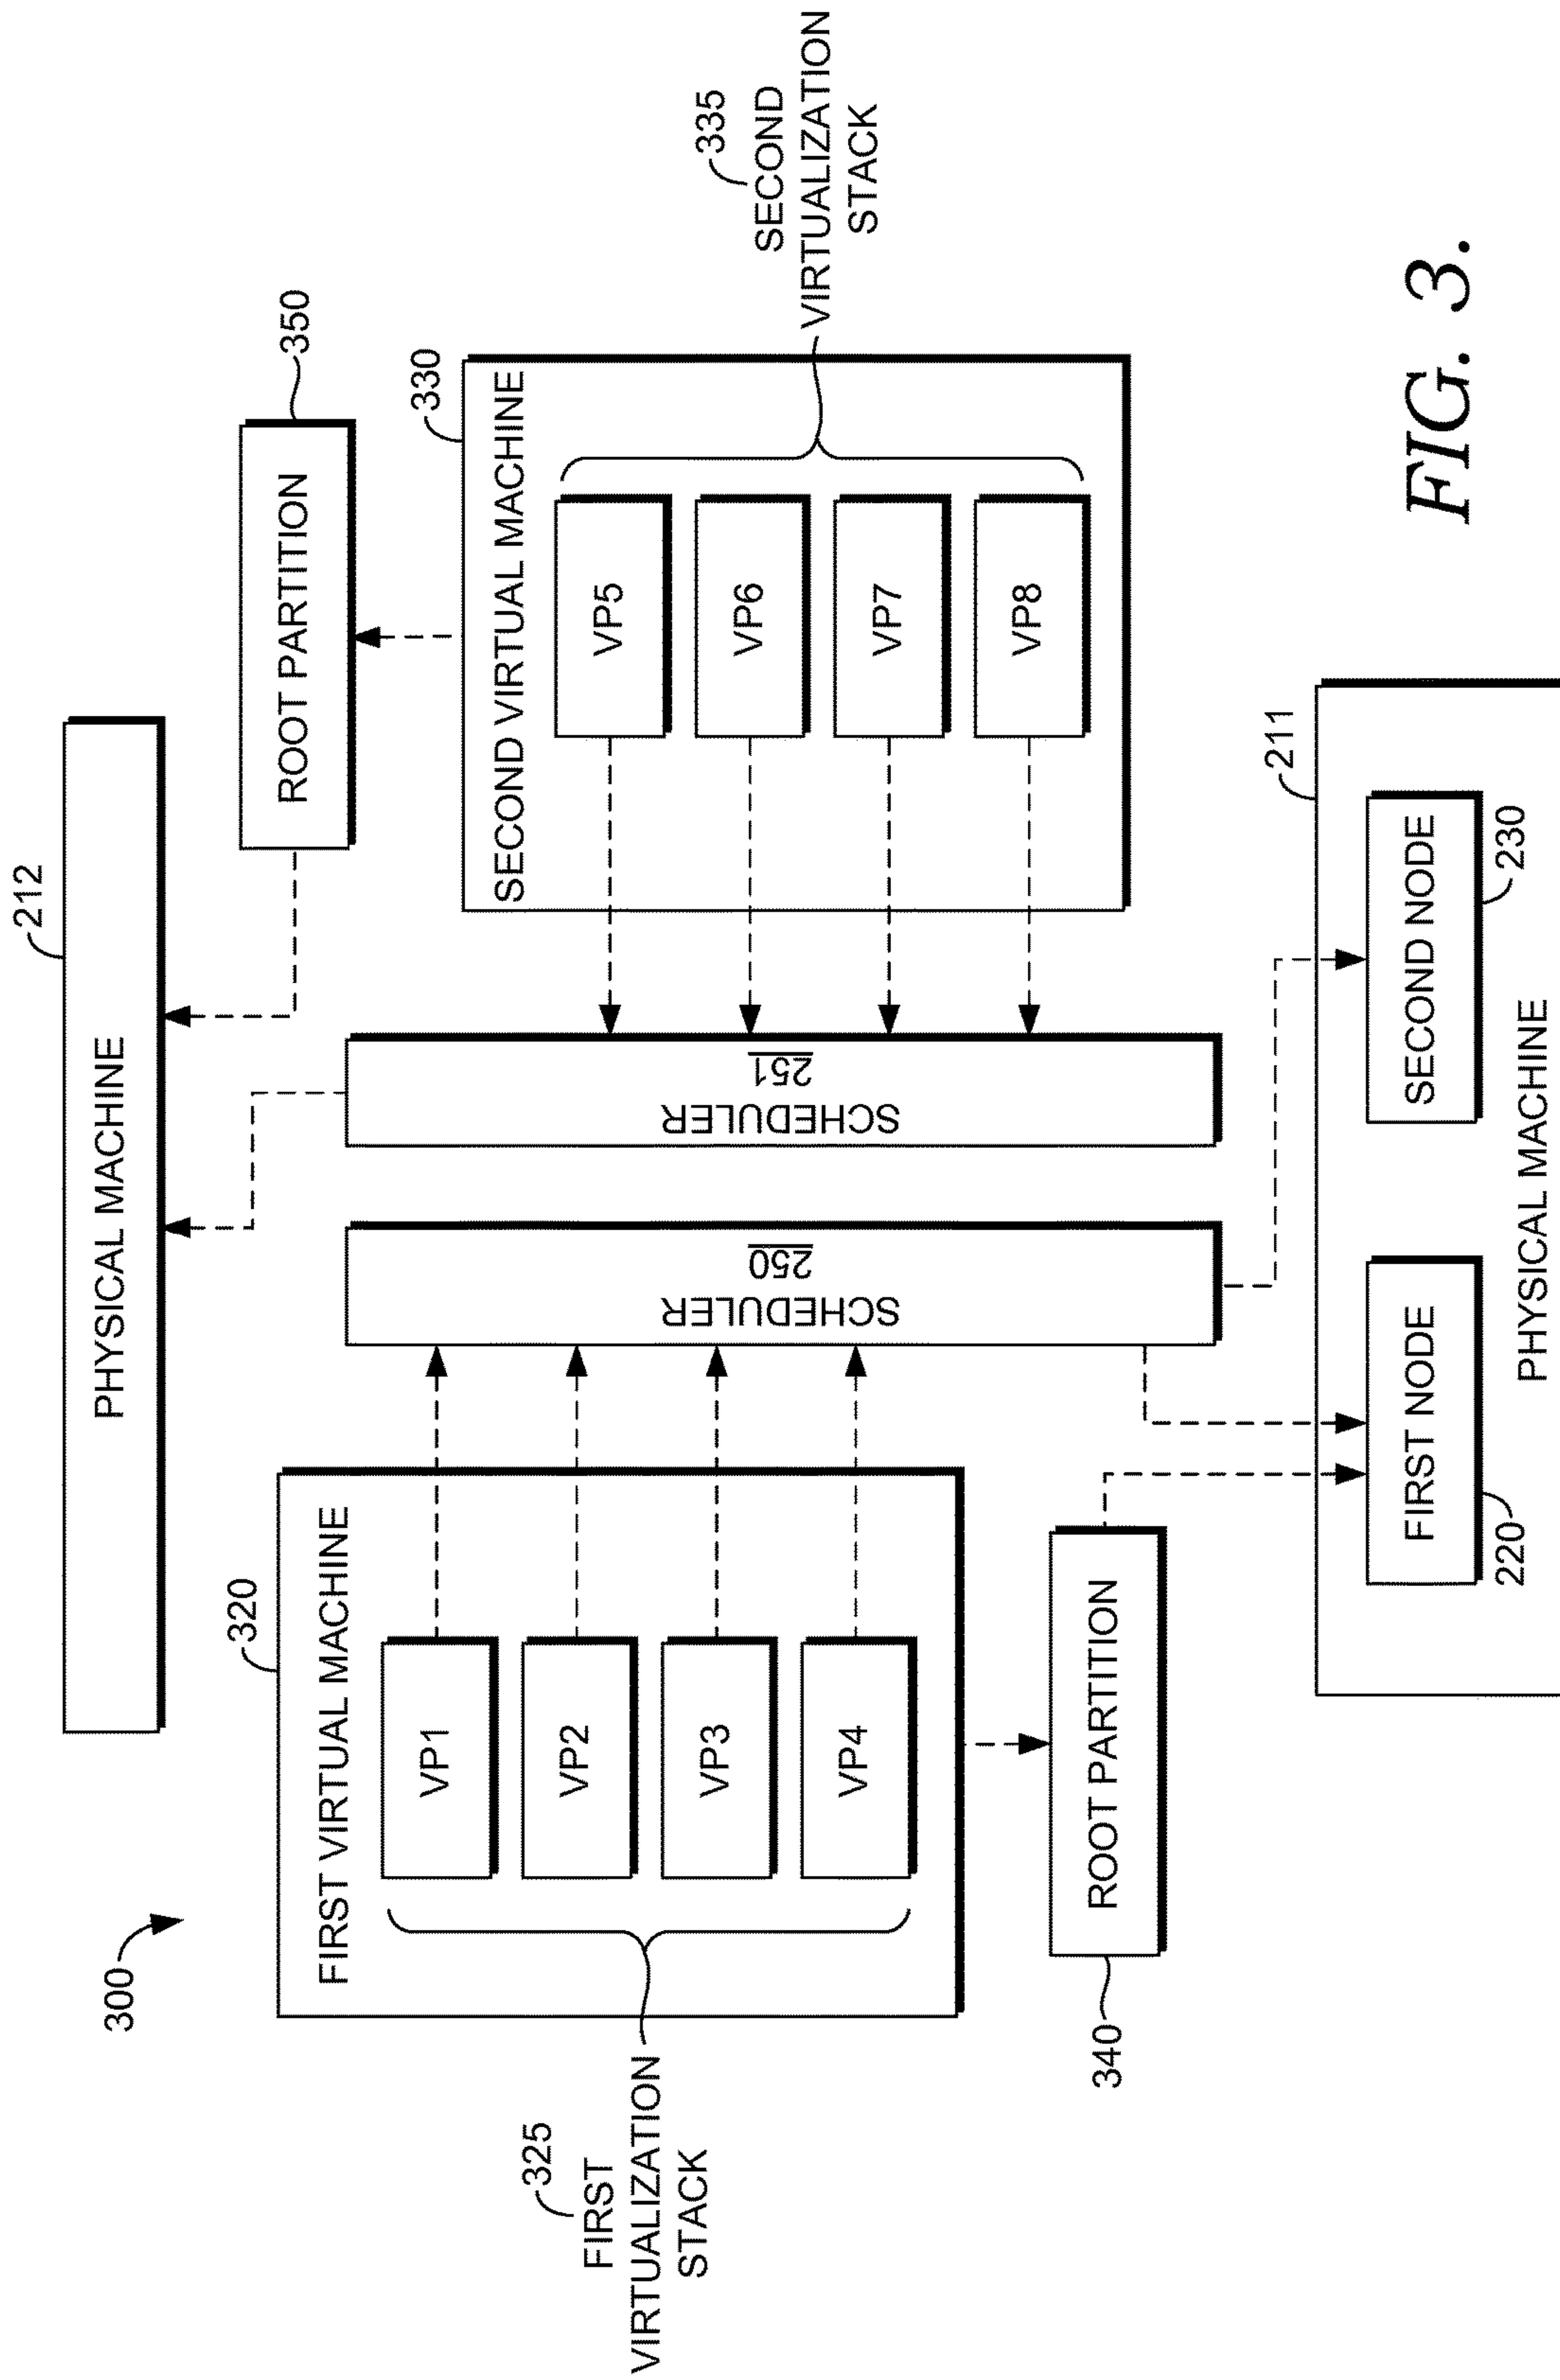 300
212
PHYSICAL MACHINE
320
FIRST VIRTUAL MACHINE
VP1
VP2
VP3
VP4
325
FIRST
VIRTUALIZATION
STACK
SCHEDULER
250
SCHEDULER
251
ROOT PARTITION
350
330
SECOND VIRTUAL MACHINE
VP5
VP6
VP7
VP8
335
SECOND
VIRTUALIZATION
STACK
340
ROOT PARTITION
211
FIRST NODE
220
SECOND NODE
230
PHYSICAL MACHINE
FIG. 3.